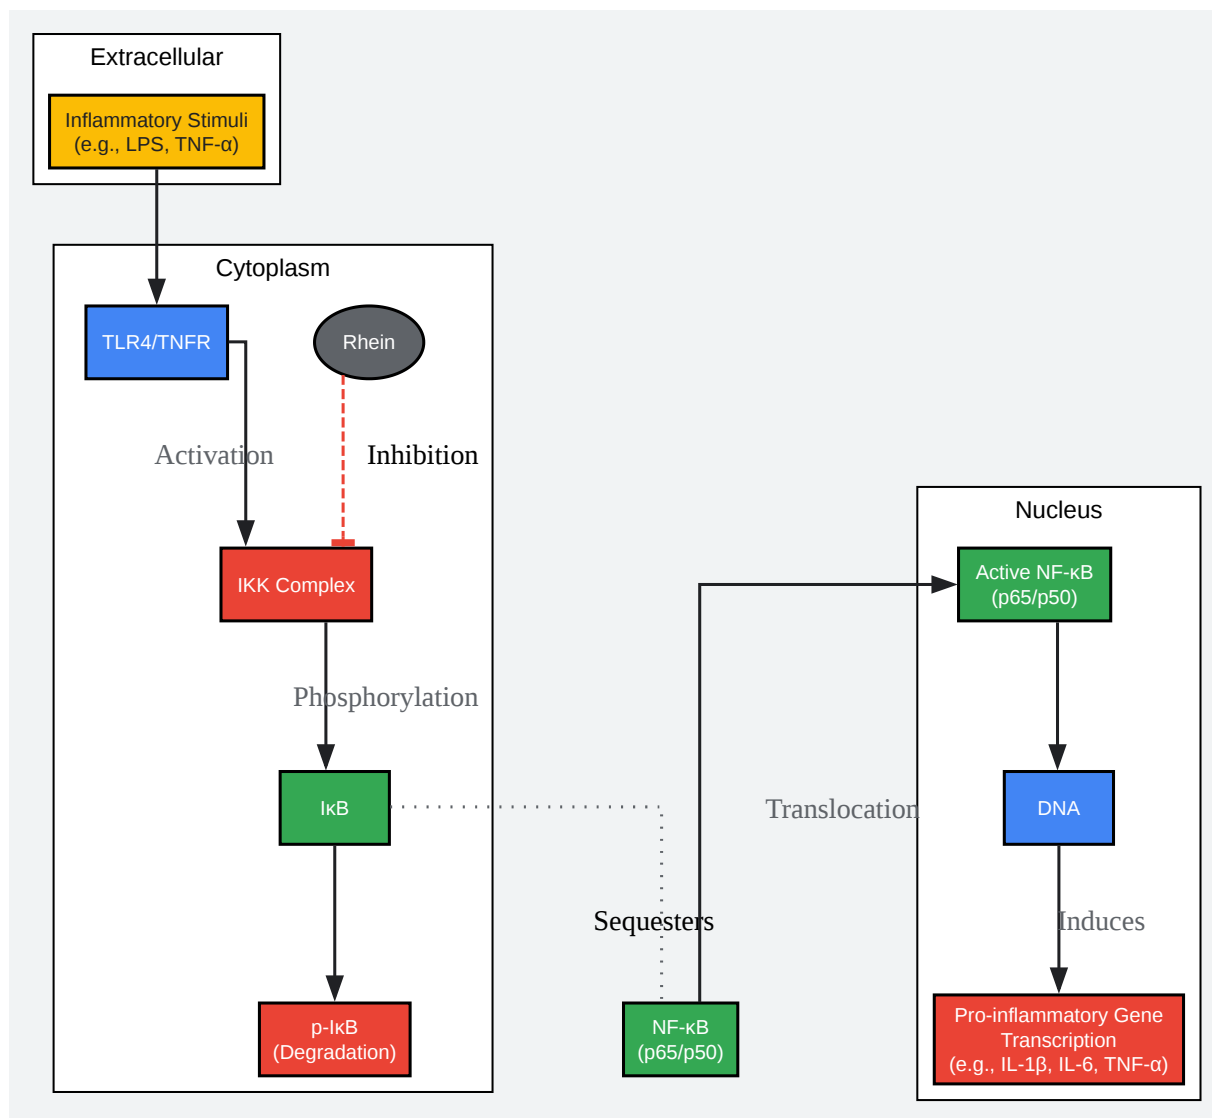 Extracellular
Inflammatory Stimuli
(e.g., LPS, TNF-α)
Cytoplasm
TLR4/TNFR
Rhein
Activation
Inhibition
IKK Complex
Phosphorylation
IκB
p-IκB
(Degradation)
Sequesters
NF-κB
(p65/p50)
Translocation
Nucleus
Active NF-κB
(p65/p50)
DNA
Induces
Pro-inflammatory Gene
Transcription
(e.g., IL-1β, IL-6, TNF-α)